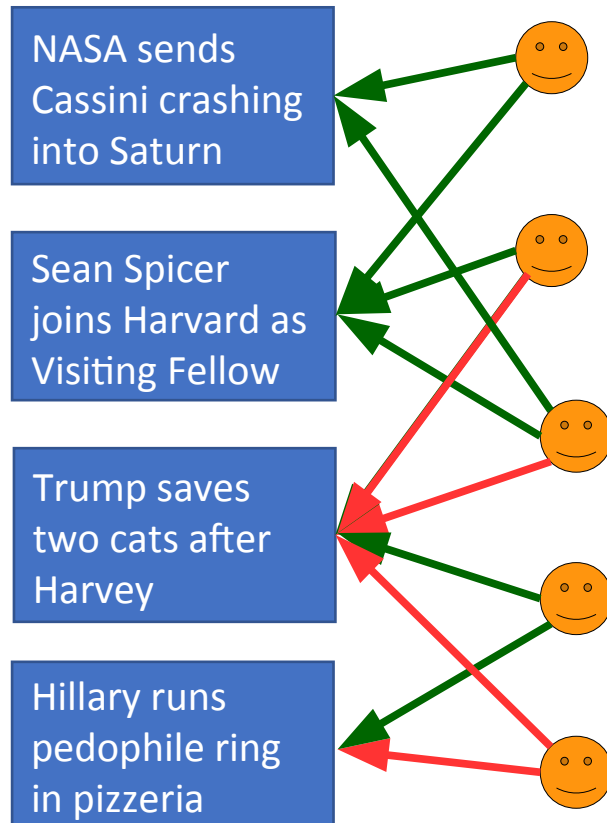 NASA sends
Cassini crashing
into Saturn
Sean Spicer
joins Harvard as
Visiting Fellow
Trump saves
two cats after
Harvey
Hillary runs
pedophile ring
in pizzeria